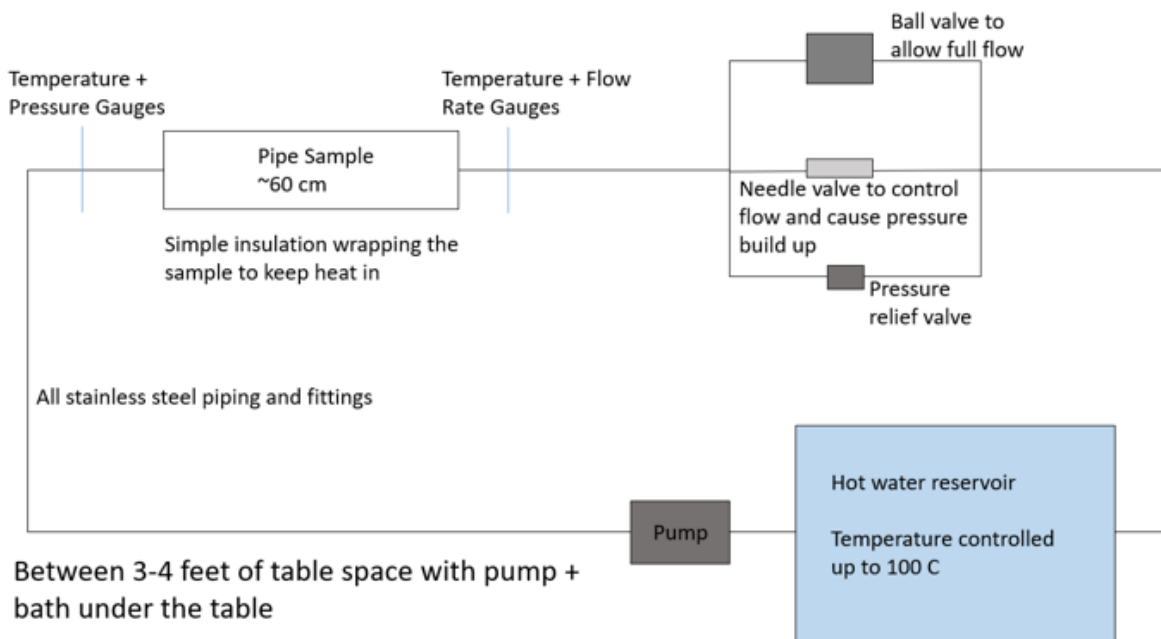 Ball valve to
allow full flow
Temperature +
Pressure Gauges
Temperature + Flow
Rate Gauges
Pipe Sample
~60 cm
Needle valve to control
flow and cause pressure
build up
Simple insulation wrapping the
sample to keep heat in
Pressure
relief valve
All stainless steel piping and fittings
Hot water reservoir
Pump
Temperature controlled
up to 100 C
Between 3-4 feet of table space with pump +
bath under the table